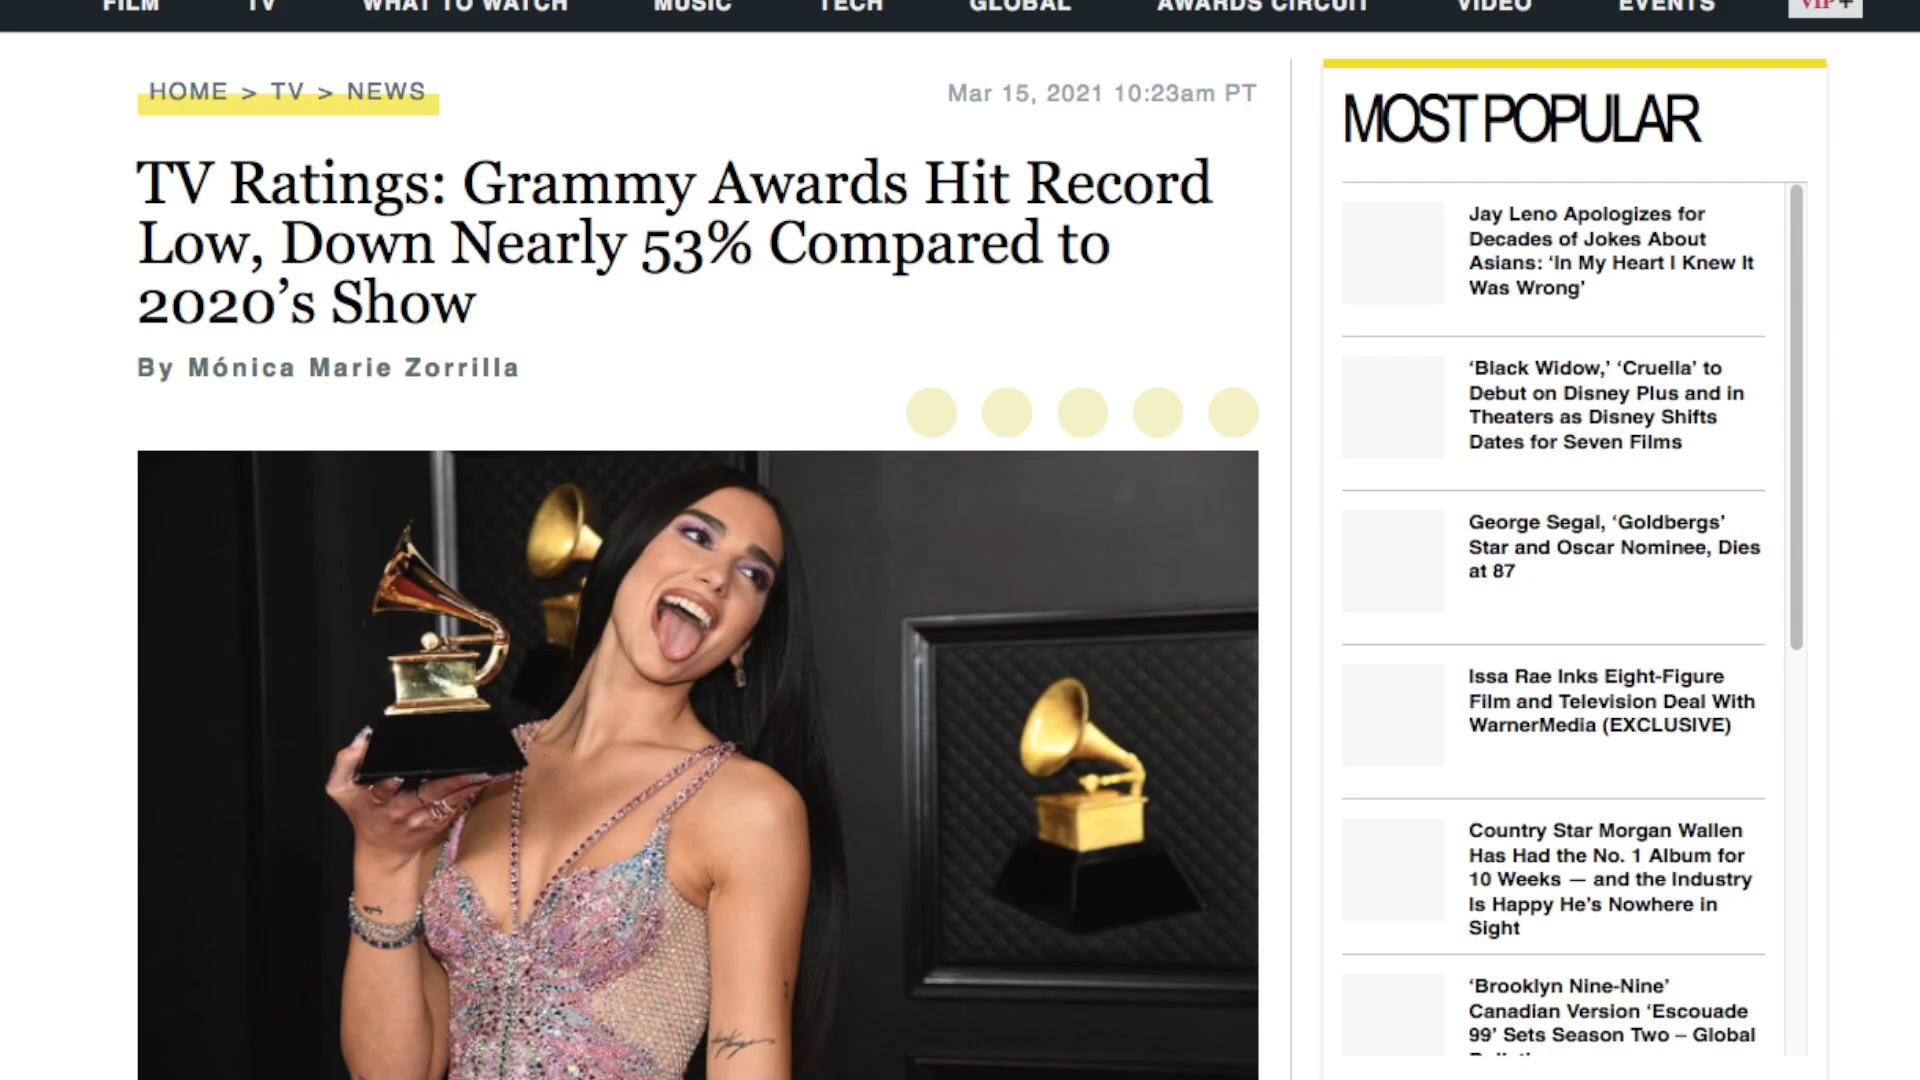 FILM TV WHAT TO WATCH MUSIC TECH GLOBAL AWARDS CIRCUIT VIDEO EVENTS VIP+
HOME > TV > NEWS
Mar 15, 2021 10:23am PT
TV Ratings: Grammy Awards Hit Record
Low, Down Nearly 53% Compared to
2020’s Show
By Mónica Marie Zorrilla
MOST POPULAR
Jay Leno Apologizes for
Decades of Jokes About
Asians: ‘In My Heart I Knew It
Was Wrong’
‘Black Widow,’ ‘Cruella’ to
Debut on Disney Plus and in
Theaters as Disney Shifts
Dates for Seven Films
George Segal, ‘Goldbergs’
Star and Oscar Nominee, Dies
at 87
Issa Rae Inks Eight-Figure
Film and Television Deal With
WarnerMedia (EXCLUSIVE)
Country Star Morgan Wallen
Has Had the No. 1 Album for
10 Weeks — and the Industry
Is Happy He’s Nowhere in
Sight
‘Brooklyn Nine-Nine’
Canadian Version ‘Escouade
99’ Sets Season Two – Global